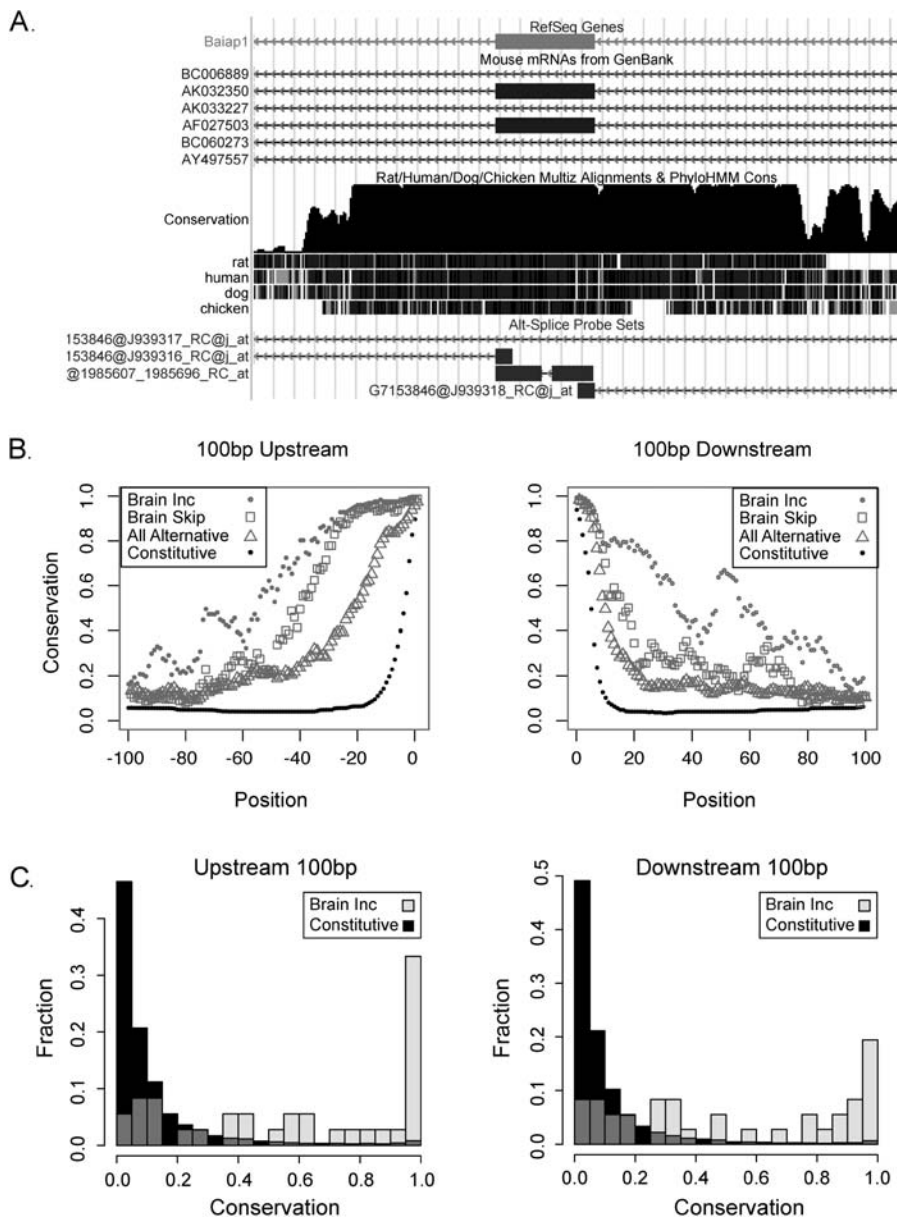 A.
RefSeq Genes
Baiap1
Mouse mRNAs from GenBank
BC006889
AK032350
AK033227
AF027503
BC060273
AY497557
Rat/Human/Dog/Chicken Multiz Alignments & PhyloHMM Cons
Conservation
rat
human
dog
chicken
Alt-Splice Probe Sets
153846@J939317_RC@j_at
153846@J939316_RC@j_at
@1985607_1985696_RC_at
G7153846@J939318_RC@j_at
B.
100bp Upstream
100bp Downstream
Brain Inc
Brain Skip
All Alternative
Constitutive
Brain Inc
Brain Skip
All Alternative
Constitutive
Conservation
0.0 0.2 0.4 0.6 0.8 1.0
0.0 0.2 0.4 0.6 0.8 1.0
-100 -80 -60 -40 -20 0
0 20 40 60 80 100
Position
Position
C.
Upstream 100bp
Downstream 100bp
Brain Inc
Constitutive
Brain Inc
Constitutive
Fraction
Fraction
0.0 0.1 0.2 0.3 0.4
0.0 0.1 0.2 0.3 0.4 0.5
0.0 0.2 0.4 0.6 0.8 1.0
0.0 0.2 0.4 0.6 0.8 1.0
Conservation
Conservation